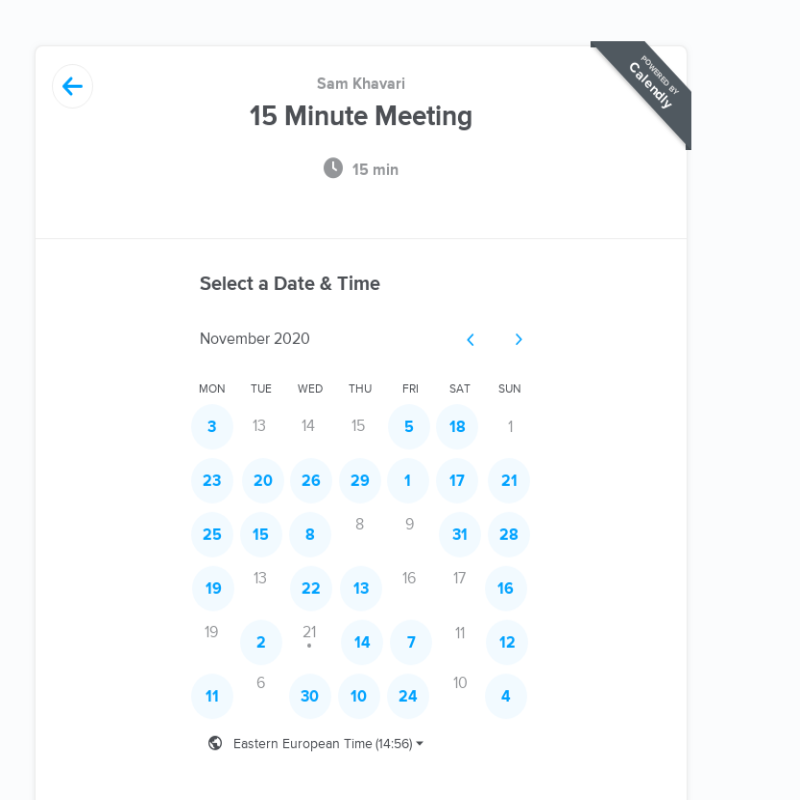 POWERED BY
Calendly
Sam Khavari
15 Minute Meeting
15 min
Select a Date & Time
November 2020
MON TUE WED THU FRI SAT SUN
3 13 14 15 5 18 1
23 20 26 29 1 17 21
25 15 8 8 9 31 28
19 13 22 13 16 17 16
19 2 21 14 7 11 12
11 6 30 10 24 10 4
Eastern European Time (14:56)